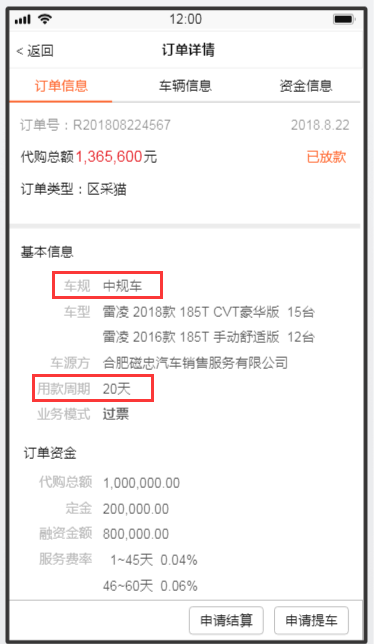 12:00
< 返回 订单详情
订单信息 车辆信息 资金信息
订单号：R201808224567 2018.8.22
代购总额1,365,600元 已放款
订单类型：区采猫
基本信息
车规 中规车
车型 雷凌 2018款 185T CVT豪华版 15台
雷凌 2016款 185T 手动舒适版 12台
车源方 合肥磁忠汽车销售服务有限公司
用款周期 20天
业务模式 过票
订单资金
代购总额 1,000,000.00
定金 200,000.00
融资金额 800,000.00
服务费率 1~45天 0.04%
46~60天 0.06%
申请结算 申请提车